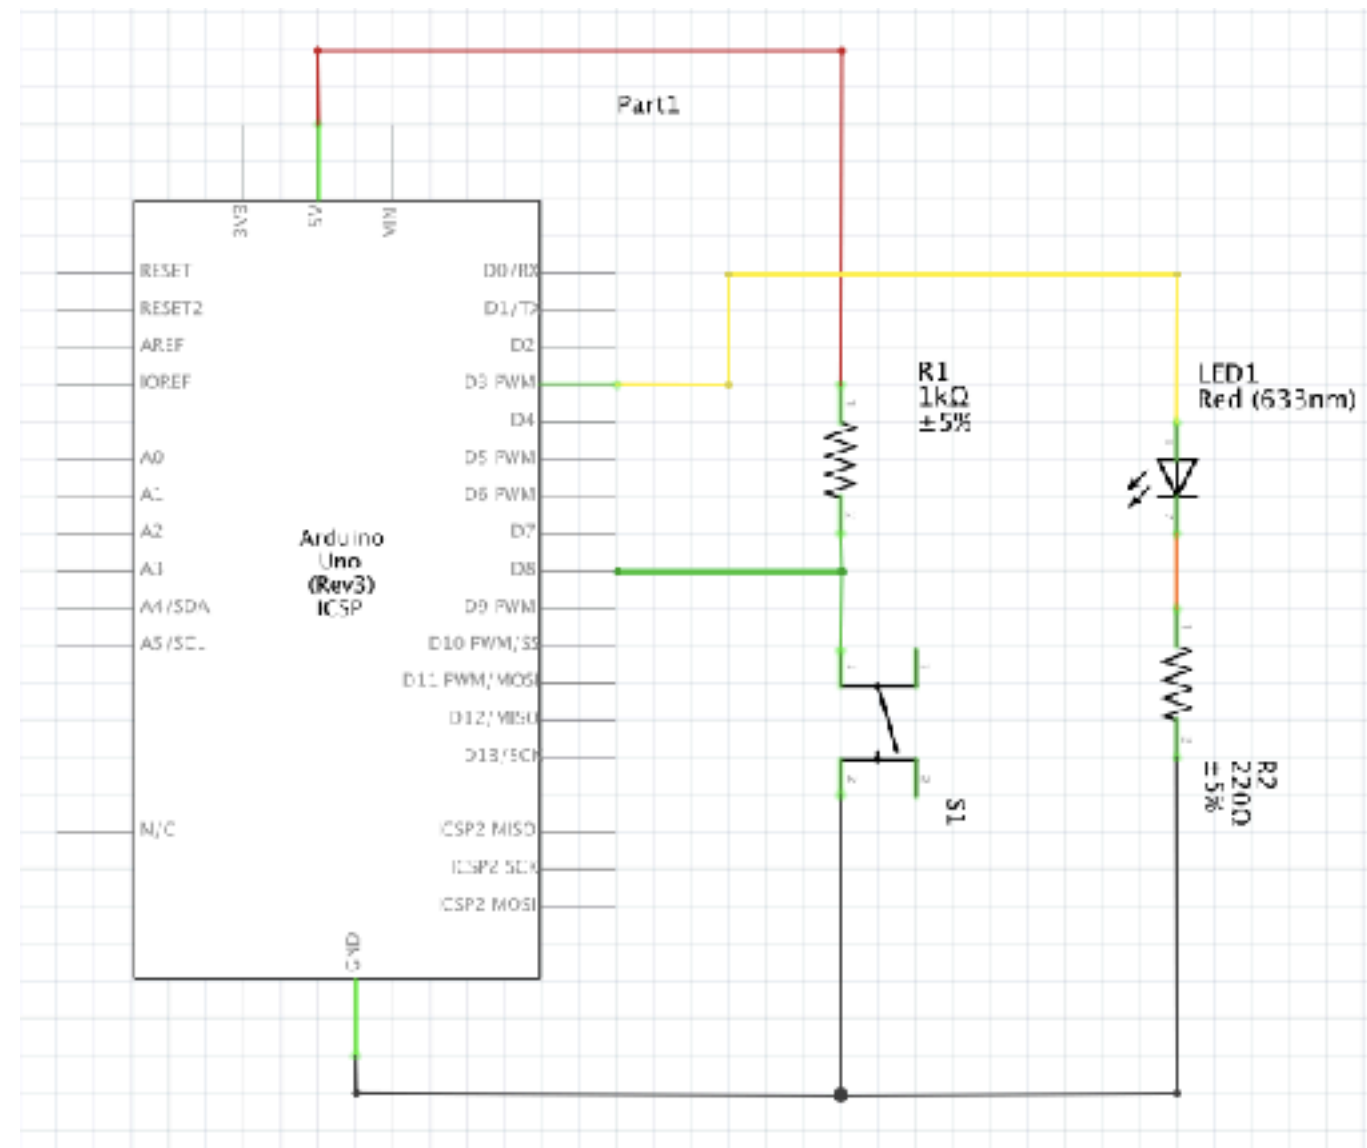 Part1
3V3
5V
VIN
RESET
RESET2
AREF
IOREF
A0
A1
A2
A3
A4/SDA
A5/SCL
N/C
D0/RX
D1/TX
D2
D3 PWM
D4
D5 PWM
D6 PWM
D7
D8
D9 PWM
D10 PWM/SS
D11 PWM/MOSI
D12/MISO
D13/SCK
ICSP2 MISO
ICSP2 SCK
ICSP2 MOSI
GND
Arduino
Uno
(Rev3)
ICSP
R1
1kΩ
±5%
LED1
Red (633nm)
S1
R2
220Ω
±5%